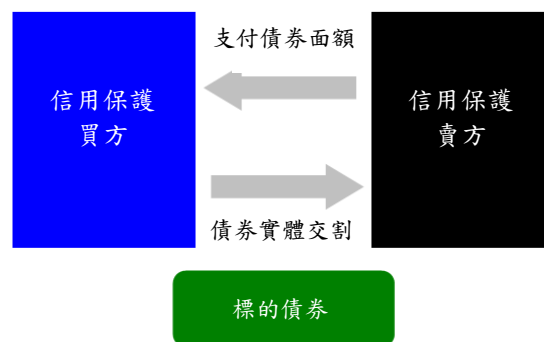 支付債券面額
信用保護
買方
信用保護
賣方
債券實體交割
標的債券